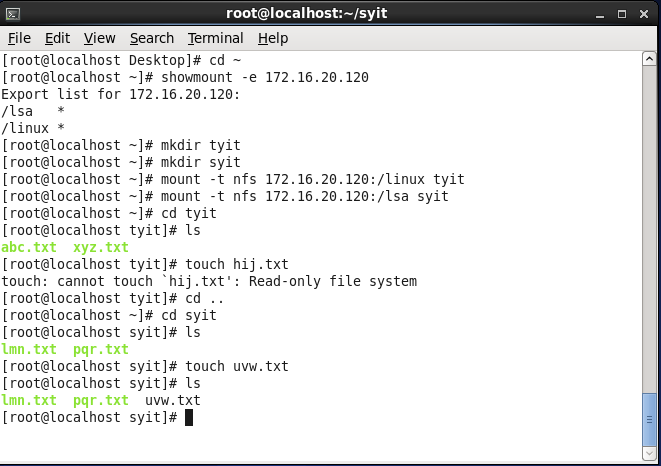 root@localhost:~/syit
File Edit View Search Terminal Help
[root@localhost Desktop]# cd ~
[root@localhost ~]# showmount -e 172.16.20.120
Export list for 172.16.20.120:
/lsa   *
/linux *
[root@localhost ~]# mkdir tyit
[root@localhost ~]# mkdir syit
[root@localhost ~]# mount -t nfs 172.16.20.120:/linux tyit
[root@localhost ~]# mount -t nfs 172.16.20.120:/lsa syit
[root@localhost ~]# cd tyit
[root@localhost tyit]# ls
abc.txt  xyz.txt
[root@localhost tyit]# touch hij.txt
touch: cannot touch `hij.txt': Read-only file system
[root@localhost tyit]# cd ..
[root@localhost ~]# cd syit
[root@localhost syit]# ls
lmn.txt  pqr.txt
[root@localhost syit]# touch uvw.txt
[root@localhost syit]# ls
lmn.txt  pqr.txt  uvw.txt
[root@localhost syit]#